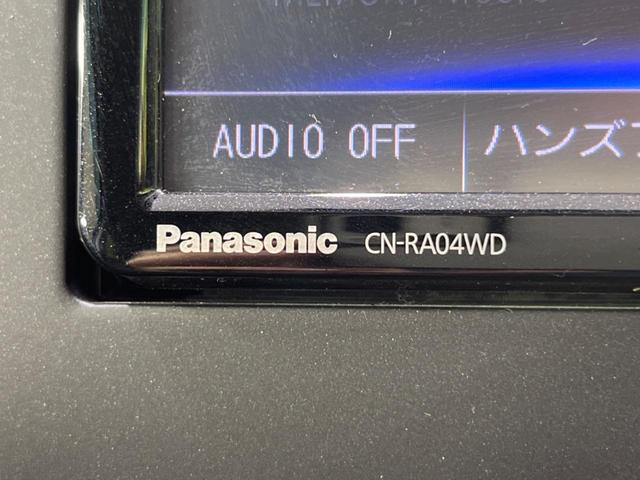 AUDIO OFF ハンズフ
Panasonic CN-RA04WD